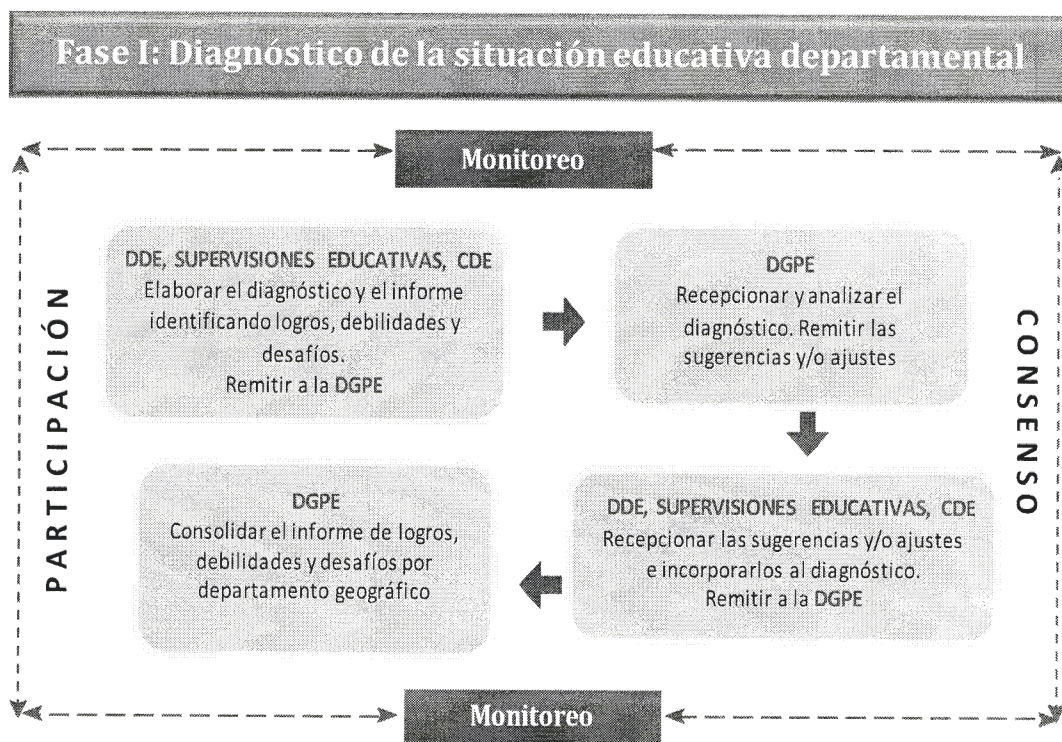 Fase I: Diagnóstico de la situación educativa departamental
Monitoreo
PARTICIPACIÓN
DDE, SUPERVISIONES EDUCATIVAS, CDE
Elaborar el diagnóstico y el informe
identificando logros, debilidades y
desafíos.
Remitir a la DGPE
DGPE
Recepcionar y analizar el
diagnóstico. Remitir las
sugerencias y/o ajustes
CONSENSO
DDE, SUPERVISIONES EDUCATIVAS, CDE
Recepcionar las sugerencias y/o ajustes
e incorporarlos al diagnóstico.
Remitir a la DGPE
DGPE
Consolidar el informe de logros,
debilidades y desafíos por
departamento geográfico
Monitoreo